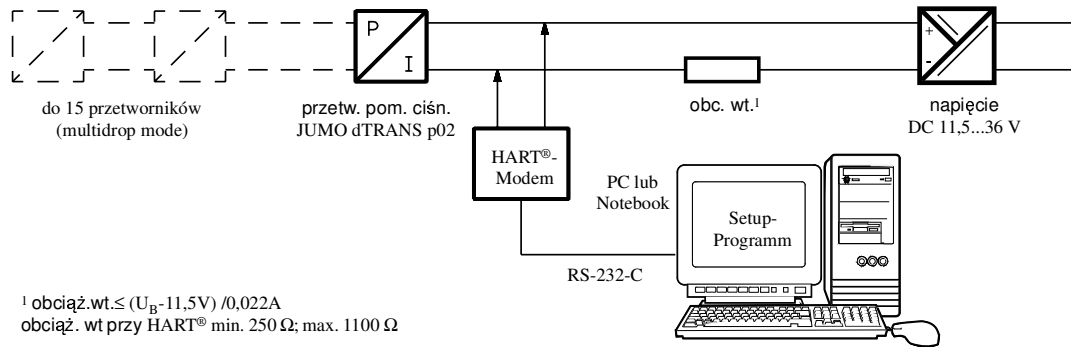 P
I
+
-
do 15 przetworników
(multidrop mode)
przetw. pom. ciśn.
JUMO dTRANS p02
obc. wt.¹
napięcie
DC 11,5...36 V
HART®-
Modem
PC lub
Notebook
Setup-
Programm
RS-232-C
¹ obciąż.wt.≤ (U_B-11,5V) /0,022A
obciąż. wt przy HART® min. 250 Ω; max. 1100 Ω